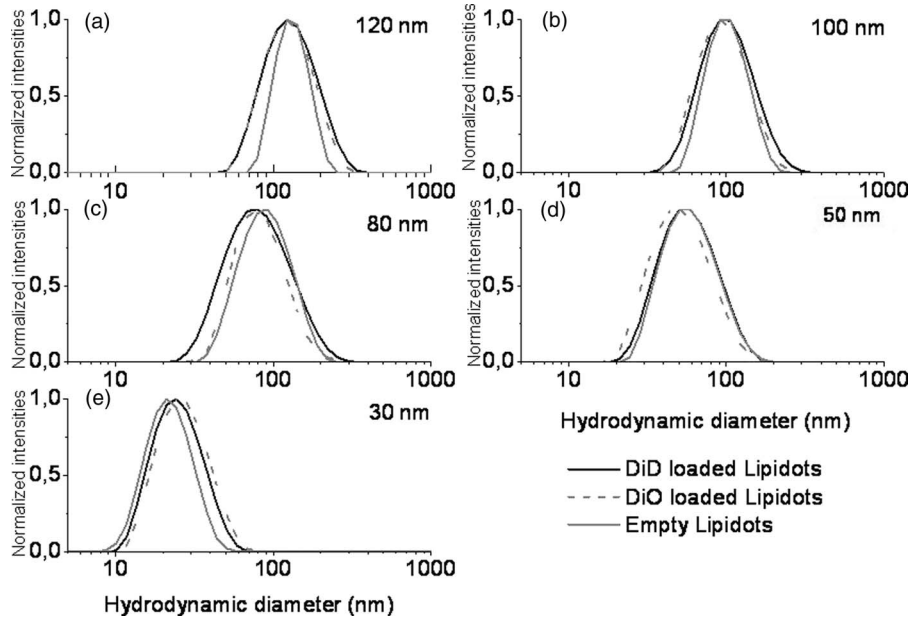 (a) 120 nm
Normalized intensities
1,0
0,5
0,0
10 100 1000
(b) 100 nm
Normalized intensities
1,0
0,5
0,0
10 100 1000
(c) 80 nm
Normalized intensities
1,0
0,5
0,0
10 100 1000
(d) 50 nm
Normalized intensities
1,0
0,5
0,0
10 100 1000
(e) 30 nm
Normalized intensities
1,0
0,5
0,0
10 100 1000
Hydrodynamic diameter (nm)
Hydrodynamic diameter (nm)
DiD loaded Lipidots
DiO loaded Lipidots
Empty Lipidots